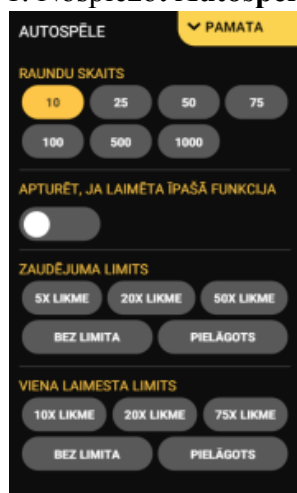 AUTOSPĒLE
PAMATA
RAUNDU SKAITS
10 25 50 75
100 500 1000
APTURĒT, JA LAIMĒTA ĪPAŠĀ FUNKCIJA
ZAUDĒJUMA LIMITS
5X LIKME 20X LIKME 50X LIKME
BEZ LIMITA PIELĀGOTS
VIENA LAIMESTA LIMITS
10X LIKME 20X LIKME 75X LIKME
BEZ LIMITA PIELĀGOTS